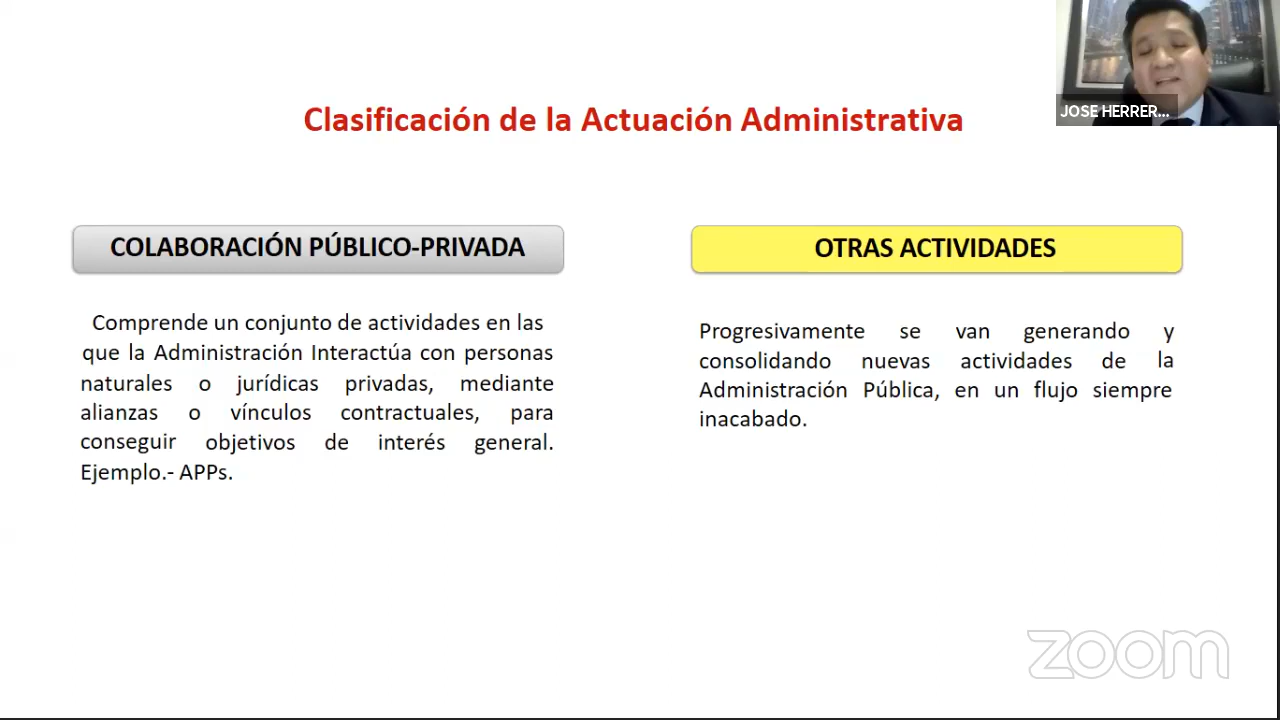 JOSE HERRER...
Clasificación de la Actuación Administrativa
COLABORACIÓN PÚBLICO-PRIVADA
Comprende un conjunto de actividades en las
que la Administración Interactúa con personas
naturales o jurídicas privadas, mediante
alianzas o vínculos contractuales, para
conseguir objetivos de interés general.
Ejemplo.- APPs.
OTRAS ACTIVIDADES
Progresivamente se van generando y
consolidando nuevas actividades de la
Administración Pública, en un flujo siempre
inacabado.
zoom